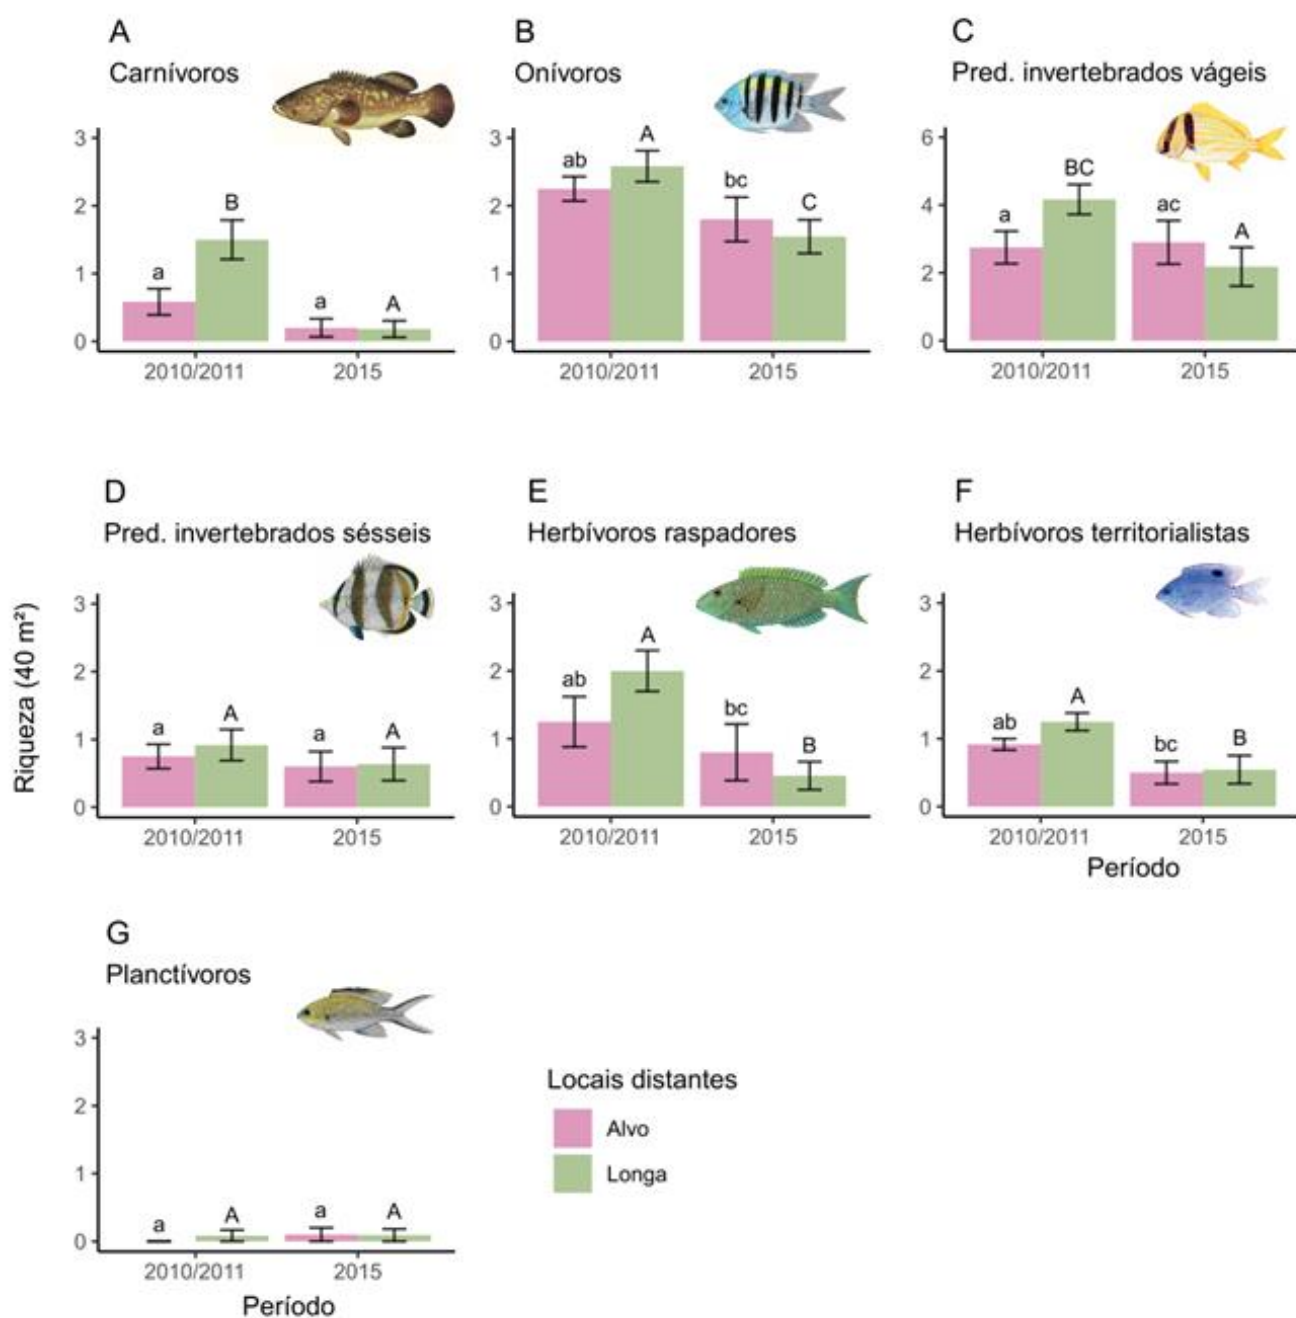 A
Carnívoros
3
2
1
0
a
B
a
A
2010/2011
2015
B
Onívoros
3
2
1
0
ab
A
bc
C
2010/2011
2015
C
Pred. invertebrados vágeis
6
4
2
0
a
BC
ac
A
2010/2011
2015
Riqueza (40 m²)
D
Pred. invertebrados sésseis
3
2
1
0
a
A
a
A
2010/2011
2015
E
Herbívoros raspadores
3
2
1
0
ab
A
bc
B
2010/2011
2015
F
Herbívoros territorialistas
3
2
1
0
ab
A
bc
B
2010/2011
2015
Período
G
Planctívoros
3
2
1
0
a
A
a
A
2010/2011
2015
Período
Locais distantes
Alvo
Longa